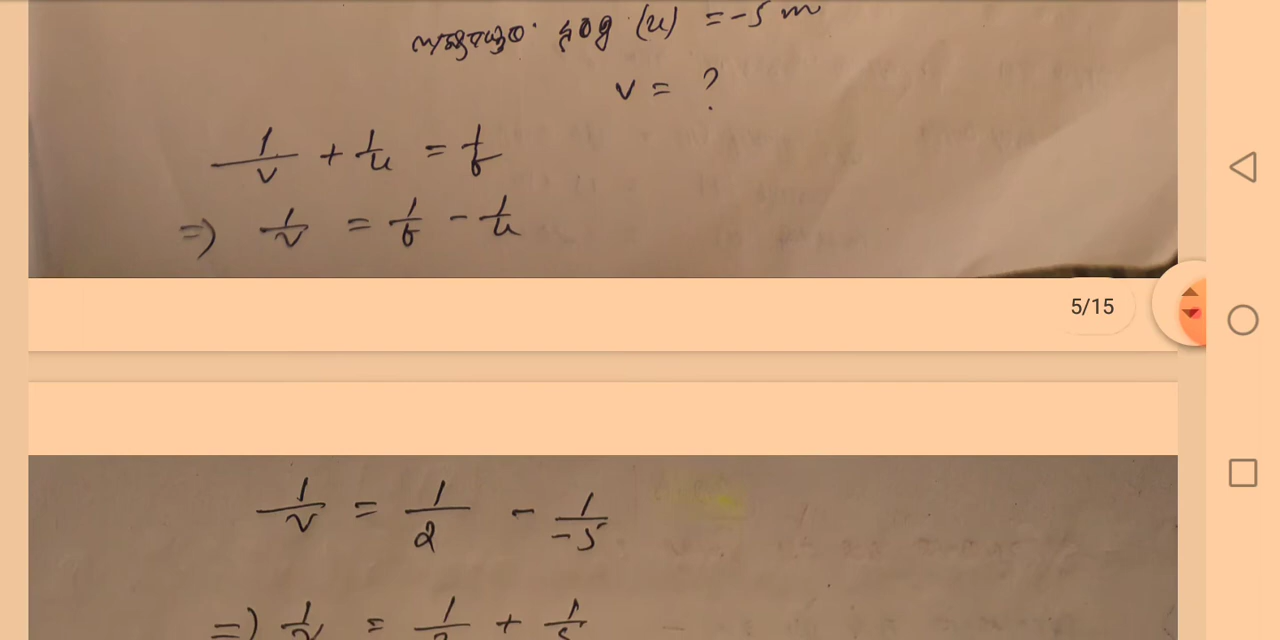 (u) = -5 m
v = ?
1/v + 1/u = 1/f
=> 1/v = 1/f - 1/u
5/15
1/v = 1/2 - 1/-5
=> 1/v = 1/2 + 1/5